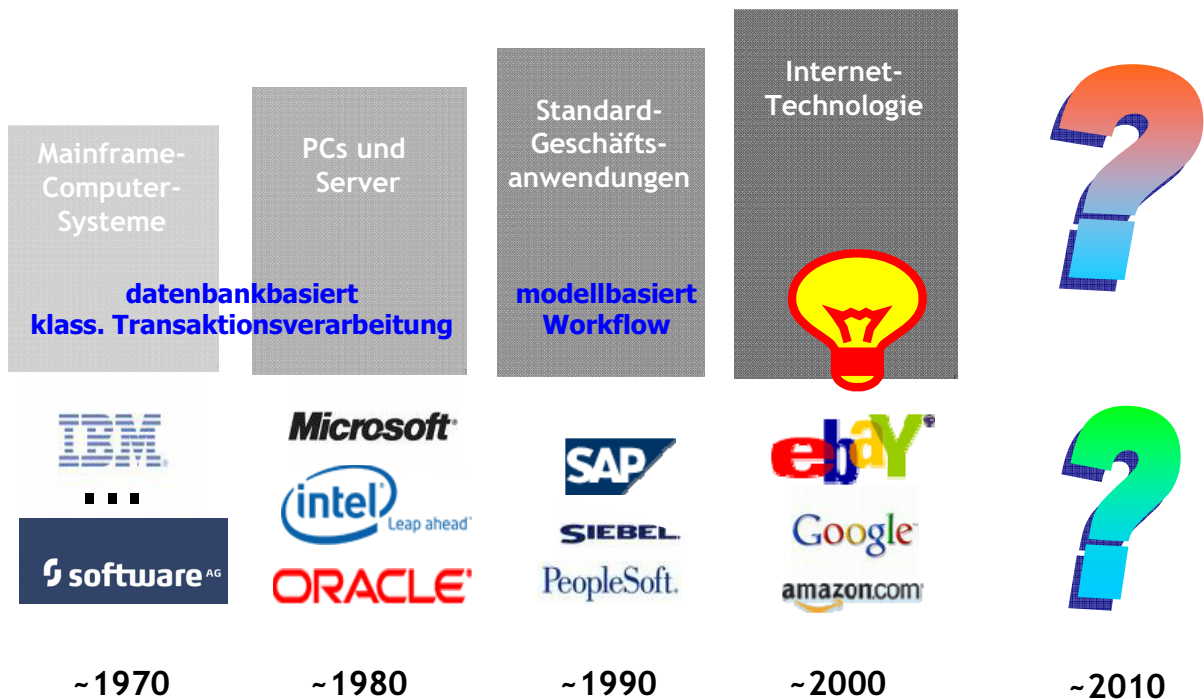 Mainframe-
Computer-
Systeme
PCs und
Server
Standard-
Geschäfts-
anwendungen
Internet-
Technologie
?
datenbankbasiert
klass. Transaktionsverarbeitung
modellbasiert
Workflow
IBM
...
software AG
Microsoft
intel
Leap ahead™
ORACLE
SAP
SIEBEL.
PeopleSoft.
ebaY
Google
amazon.com
?
~1970
~1980
~1990
~2000
~2010